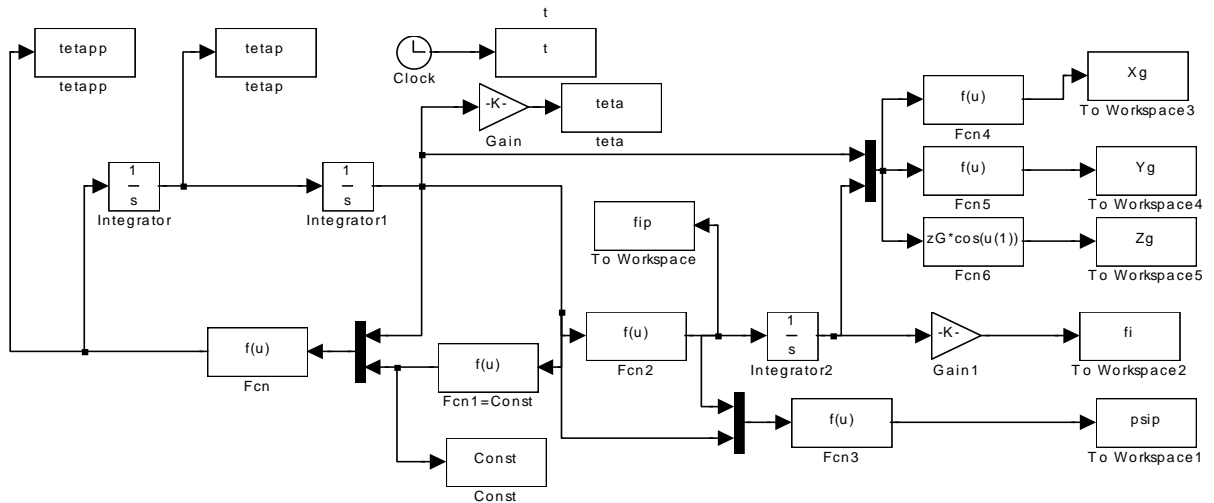 t
tetapp
tetapp
tetap
tetap
Clock
t
-K-
Gain
teta
teta
f(u)
Fcn4
Xg
To Workspace3
1
s
Integrator
1
s
Integrator1
f(u)
Fcn5
Yg
To Workspace4
fip
To Workspace
zG*cos(u(1))
Fcn6
Zg
To Workspace5
f(u)
Fcn
f(u)
Fcn1=Const
f(u)
Fcn2
1
s
Integrator2
-K-
Gain1
fi
To Workspace2
Const
Const
f(u)
Fcn3
psip
To Workspace1